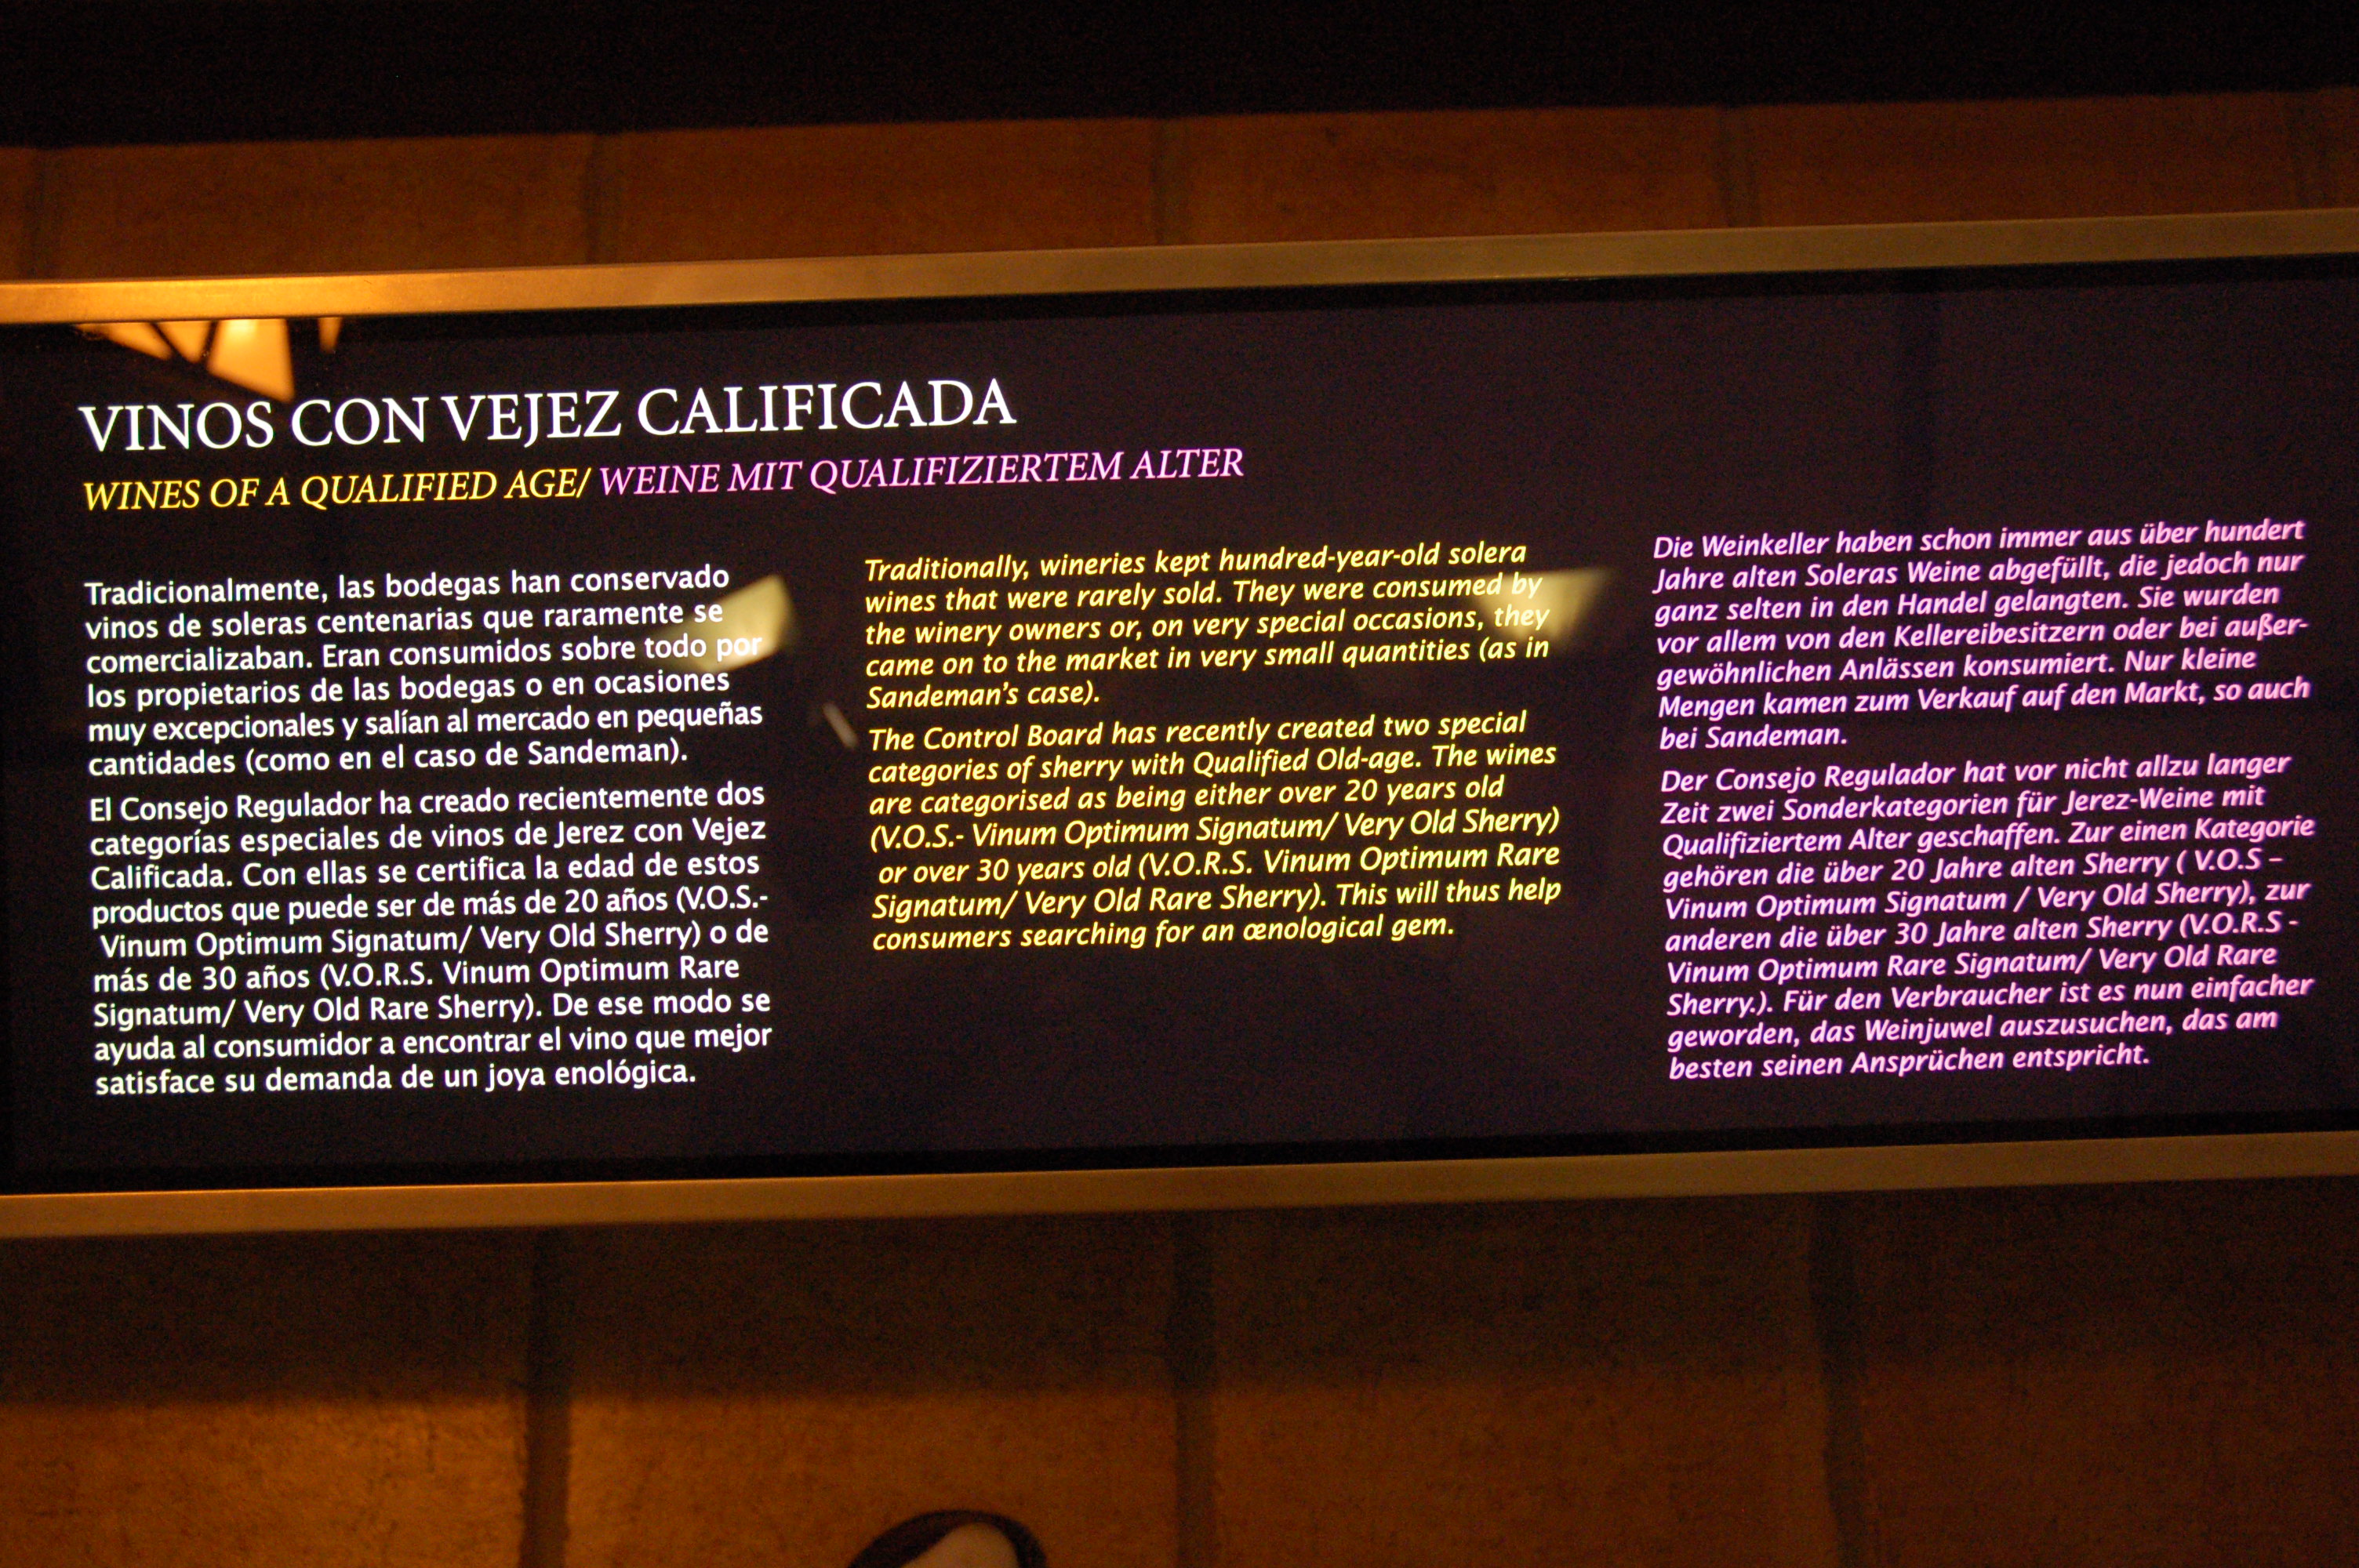 VINOS CON VEJEZ CALIFICADA
WINES OF A QUALIFIED AGE/ WEINE MIT QUALIFIZIERTEM ALTER
Tradicionalmente, las bodegas han conservado
vinos de soleras centenarias que raramente se
comercializaban. Eran consumidos sobre todo por
los propietarios de las bodegas o en ocasiones
muy excepcionales y salían al mercado en pequeñas
cantidades (como en el caso de Sandeman).
El Consejo Regulador ha creado recientemente dos
categorías especiales de vinos de Jerez con Vejez
Calificada. Con ellas se certifica la edad de estos
productos que puede ser de más de 20 años (V.O.S.-
Vinum Optimum Signatum/ Very Old Sherry) o de
más de 30 años (V.O.R.S. Vinum Optimum Rare
Signatum/ Very Old Rare Sherry). De ese modo se
ayuda al consumidor a encontrar el vino que mejor
satisface su demanda de un joya enológica.
Traditionally, wineries kept hundred-year-old solera
wines that were rarely sold. They were consumed by
the winery owners or, on very special occasions, they
came on to the market in very small quantities (as in
Sandeman's case).
The Control Board has recently created two special
categories of sherry with Qualified Old-age. The wines
are categorised as being either over 20 years old
(V.O.S.- Vinum Optimum Signatum/ Very Old Sherry)
or over 30 years old (V.O.R.S. Vinum Optimum Rare
Signatum/ Very Old Rare Sherry). This will thus help
consumers searching for an œnological gem.
Die Weinkeller haben schon immer aus über hundert
Jahre alten Soleras Weine abgefüllt, die jedoch nur
ganz selten in den Handel gelangten. Sie wurden
vor allem von den Kellereibesitzern oder bei außer-
gewöhnlichen Anlässen konsumiert. Nur kleine
Mengen kamen zum Verkauf auf den Markt, so auch
bei Sandeman.
Der Consejo Regulador hat vor nicht allzu langer
Zeit zwei Sonderkategorien für Jerez-Weine mit
Qualifiziertem Alter geschaffen. Zur einen Kategorie
gehören die über 20 Jahre alten Sherry ( V.O.S –
Vinum Optimum Signatum / Very Old Sherry), zur
anderen die über 30 Jahre alten Sherry (V.O.R.S -
Vinum Optimum Rare Signatum/ Very Old Rare
Sherry.). Für den Verbraucher ist es nun einfacher
geworden, das Weinjuwel auszusuchen, das am
besten seinen Ansprüchen entspricht.